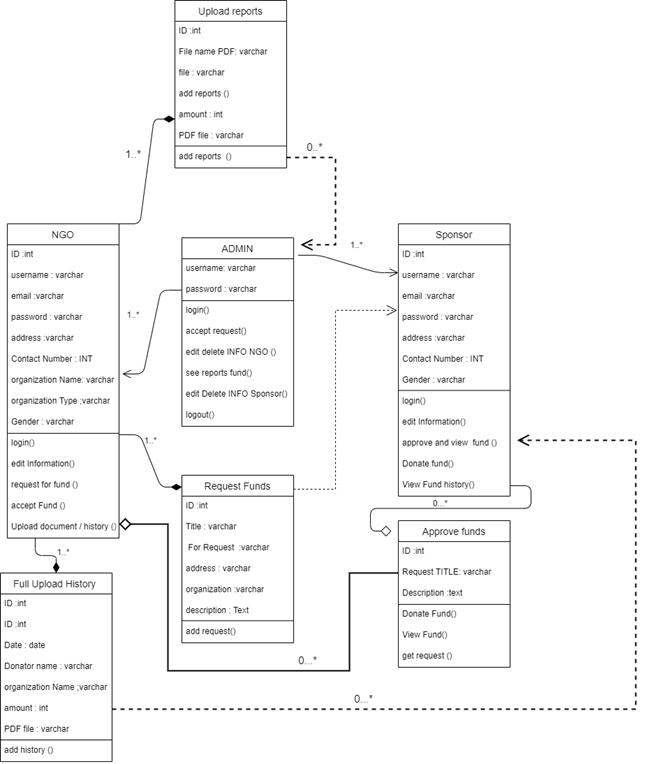 Upload reports
ID :int
File name PDF: varchar
file : varchar
add reports ()
amount : int
PDF file : varchar
add reports  ()
1..*
0..*
NGO
ID :int
username : varchar
email :varchar
password : varchar
address :varchar
Contact Number : INT
organization Name: varchar
organization Type ;varchar
Gender : varchar
login()
edit Information()
request for fund ()
accept Fund ()
Upload document / history ()
ADMIN
username: varchar
password : varchar
login()
accept request()
edit delete INFO NGO ()
see reports fund()
edit Delete INFO Sponsor()
logout()
1..*
1..*
Sponsor
ID :int
username : varchar
email :varchar
password : varchar
address :varchar
Contact Number : INT
Gender : varchar
login()
edit Information()
approve and view  fund ()
Donate fund()
View Fund history()
1..*
Request Funds
ID :int
Title : varchar
For Request  :varchar
address : varchar
organization :varchar
description : Text
add request()
0...*
Approve funds
ID :int
Request TITLE: varchar
Description :text
Donate Fund()
View Fund()
get request ()
1..*
Full Upload History
ID :int
ID :int
Date : date
Donator name : varchar
organization Name ;varchar
amount : int
PDF file : varchar
add history ()
0...*
0...*